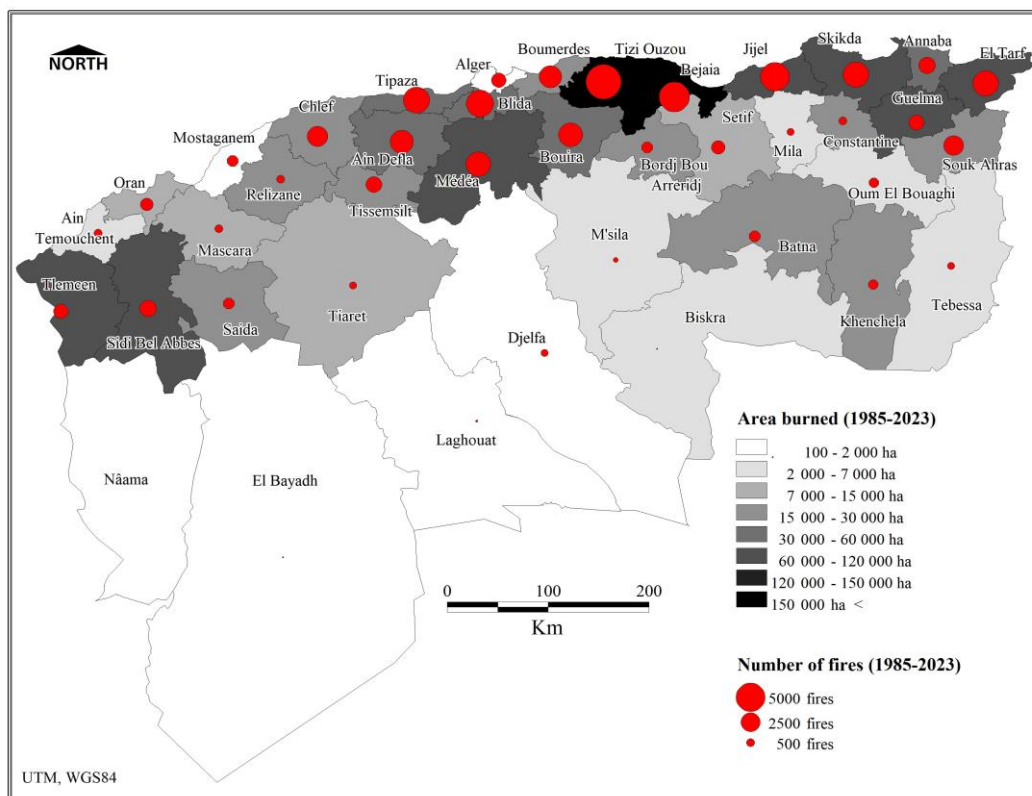 NORTH
Skikda
Annaba
El Tarf
Jijel
Tizi Ouzou
Boumerdes
Alger
Bejaia
Tipaza
Blida
Guelma
Chlef
Setif
Mostaganem
Constantine
Mila
Bouira
Ain Defla
Bordj Bou
Arreridj
Souk Ahras
Médéa
Oran
Relizane
Oum El Bouaghi
Tissemsilt
Ain
Temouchent
Mascara
M'sila
Batna
Tlemcen
Tebessa
Saida
Tiaret
Biskra
Khenchela
Sidi Bel Abbes
Djelfa
Laghouat
Nâama
El Bayadh
Area burned (1985-2023)
100 - 2 000 ha
2 000 - 7 000 ha
7 000 - 15 000 ha
15 000 - 30 000 ha
30 000 - 60 000 ha
60 000 - 120 000 ha
120 000 - 150 000 ha
150 000 ha <
0 100 200
Km
Number of fires (1985-2023)
5000 fires
2500 fires
500 fires
UTM, WGS84